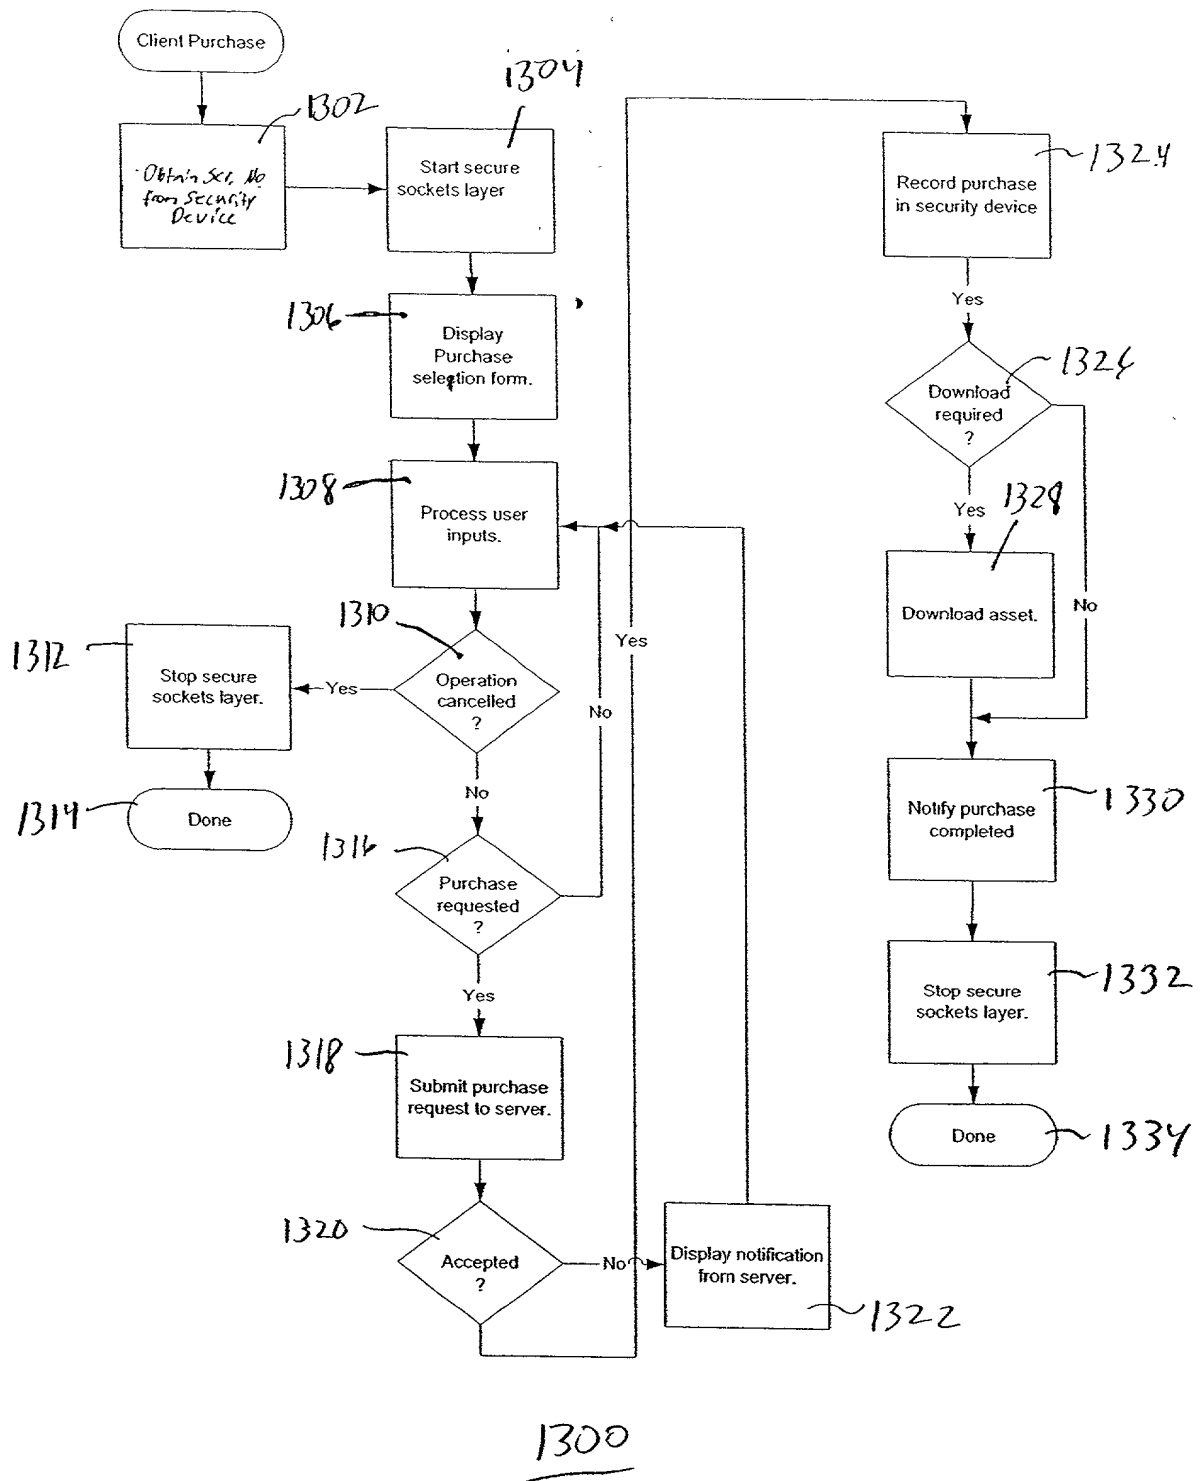 Client Purchase
1302
Obtain Ser. No
from Security
Device
1304
Start secure
sockets layer
1306
Display
Purchase
selection form.
1308
Process user
inputs.
1310
Operation
cancelled
?
Yes
1312
Stop secure
sockets layer.
1314
Done
No
1316
Purchase
requested
?
No
Yes
1318
Submit purchase
request to server.
1320
Accepted
?
No
Display notification
from server.
1322
Yes
1324
Record purchase
in security device
Yes
1326
Download
required
?
Yes
No
1328
Download asset.
1330
Notify purchase
completed
1332
Stop secure
sockets layer.
Done
1334
1300